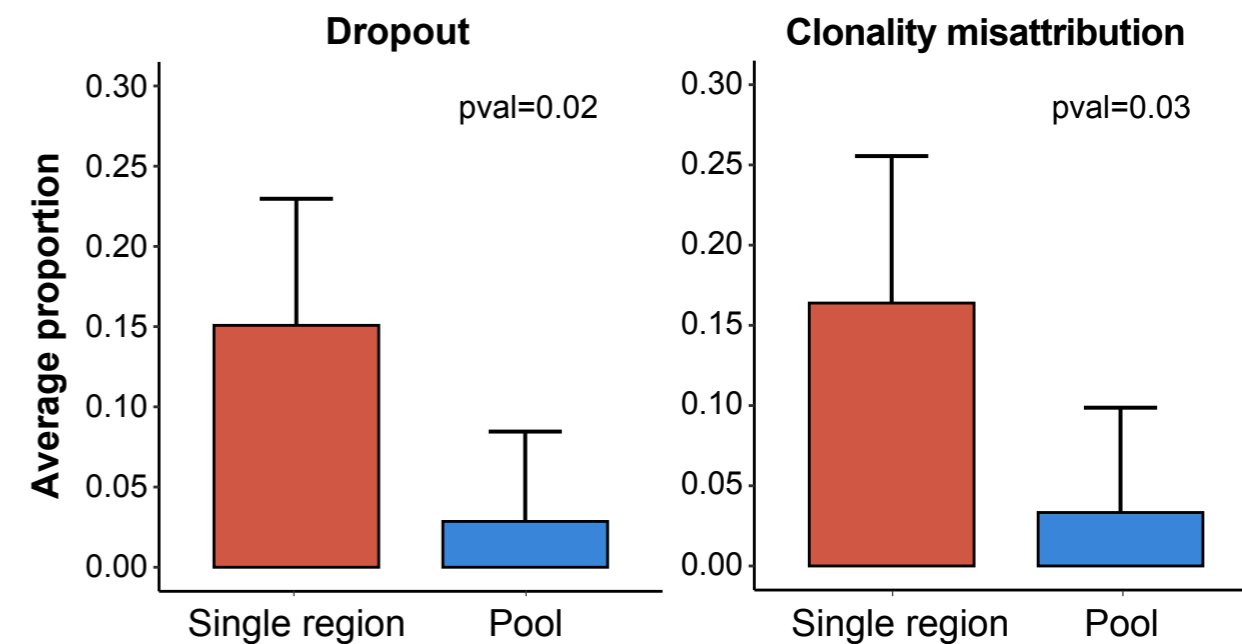 Dropout
pval=0.02
Average proportion
0.30
0.25
0.20
0.15
0.10
0.05
0.00
Single region
Pool
Clonality misattribution
pval=0.03
0.30
0.25
0.20
0.15
0.10
0.05
0.00
Single region
Pool